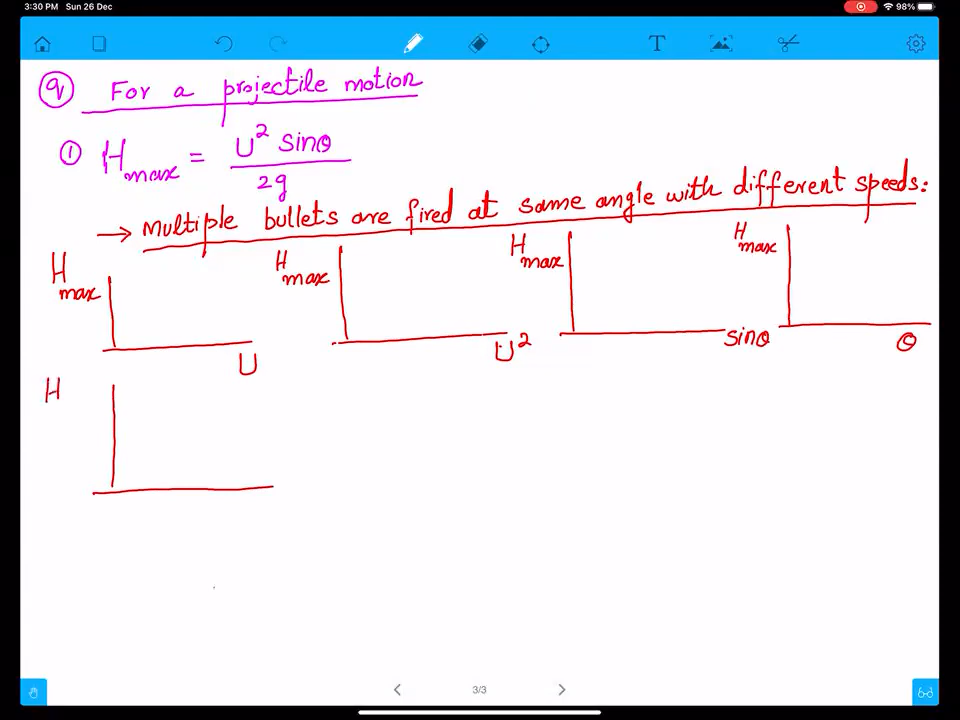 3:30 PM Sun 26 Dec 98%
T
9 For a projectile motion
① Hmax = U² sinθ / 2g
→ Multiple bullets are fired at same angle with different speeds:
Hmax Hmax Hmax Hmax
U U² sinθ θ
H
3/3